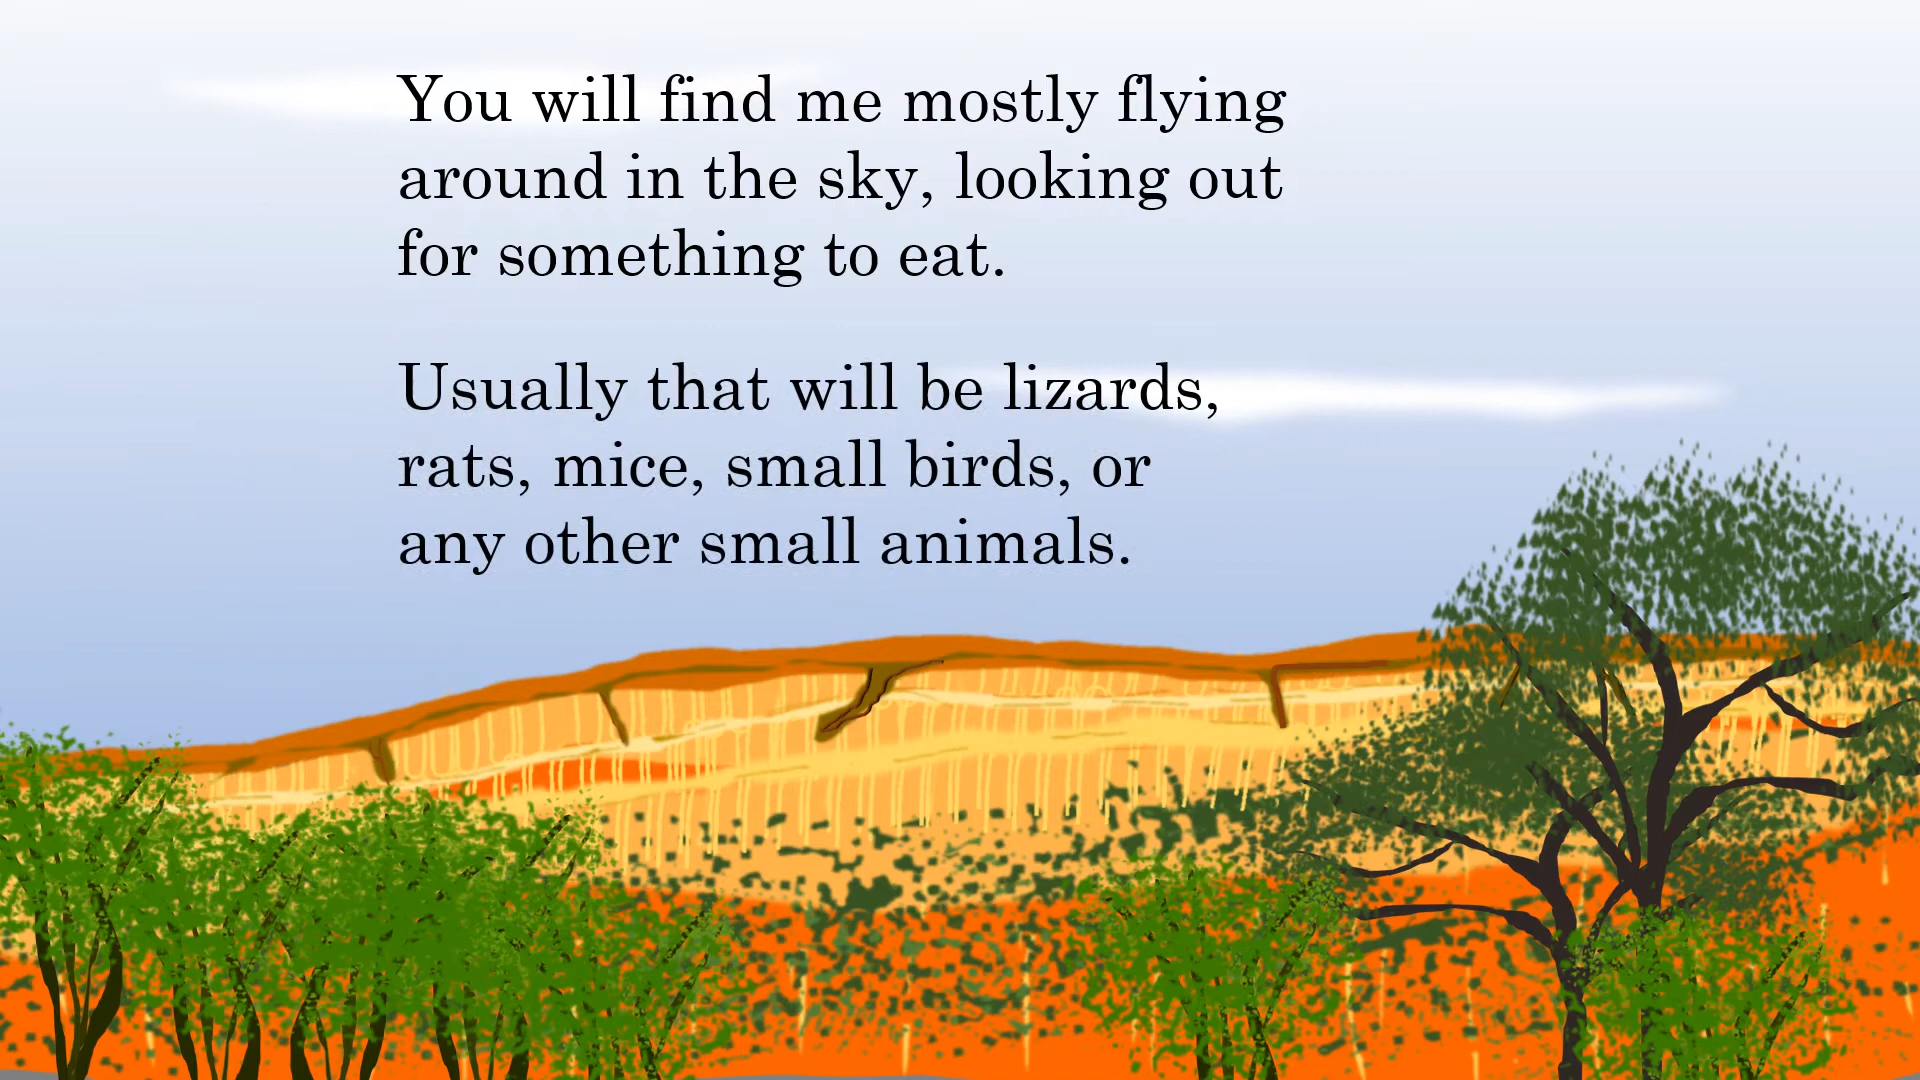 You will find me mostly flying
around in the sky, looking out
for something to eat.
Usually that will be lizards,
rats, mice, small birds, or
any other small animals.